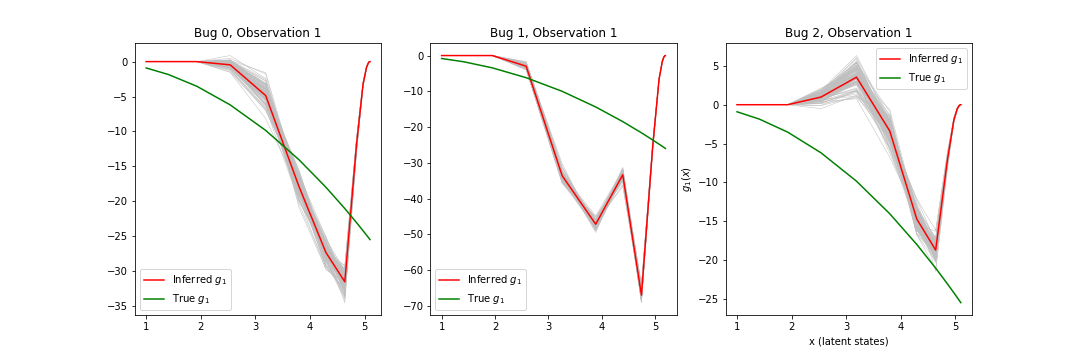 Bug 0, Observation 1
0
−5
−10
−15
−20
−25
−30
−35
Inferred g₁
True g₁
1 2 3 4 5
Bug 1, Observation 1
0
−10
−20
−30
−40
−50
−60
−70
Inferred g₁
True g₁
1 2 3 4 5
Bug 2, Observation 1
g₁(x)
5
0
−5
−10
−15
−20
−25
Inferred g₁
True g₁
1 2 3 4 5
x (latent states)